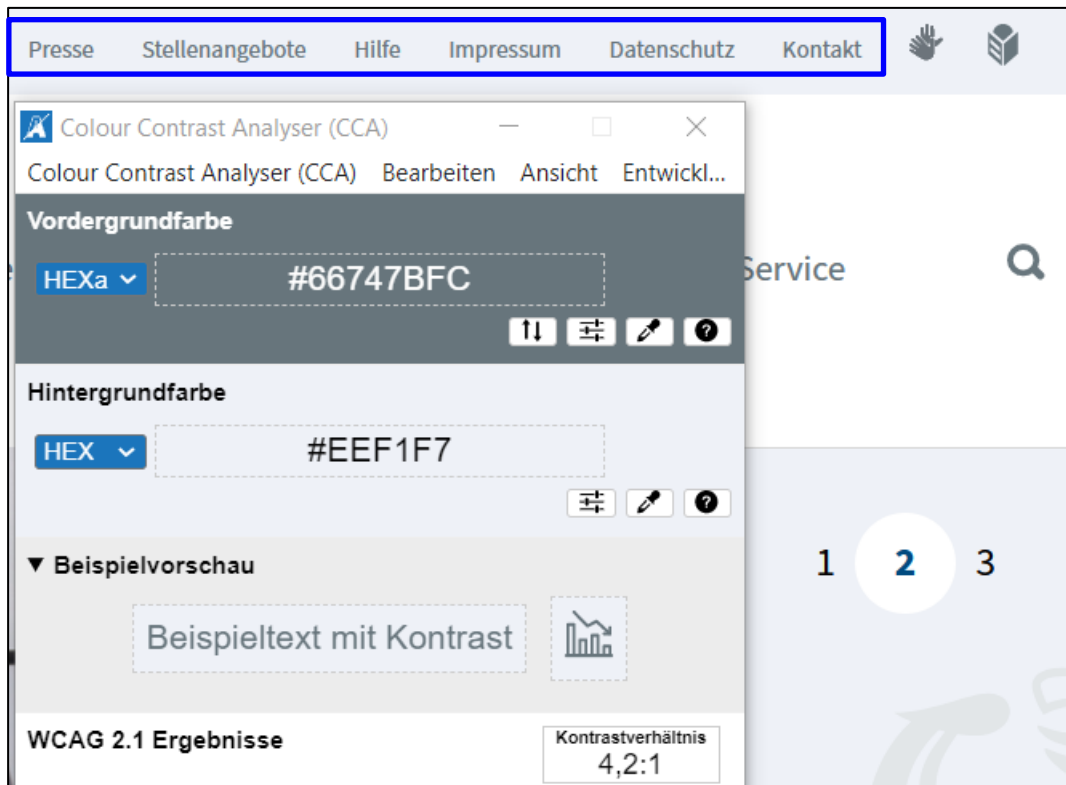 Presse Stellenangebote Hilfe Impressum Datenschutz Kontakt
Colour Contrast Analyser (CCA)
Colour Contrast Analyser (CCA) Bearbeiten Ansicht Entwickl...
Vordergrundfarbe
HEXa #66747BFC
Service
Hintergrundfarbe
HEX #EEF1F7
▼ Beispielvorschau
1 2 3
Beispieltext mit Kontrast
WCAG 2.1 Ergebnisse
Kontrastverhältnis
4,2:1